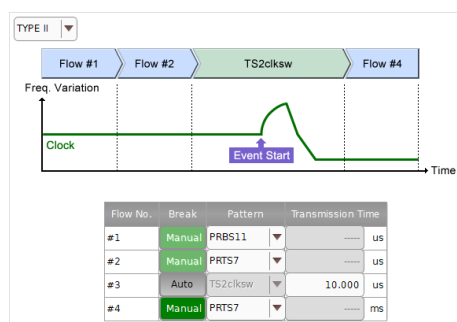 TYPE II
Flow #1 Flow #2 TS2clksw Flow #4
Freq. Variation
Clock
Event Start
Time
Flow No. Break Pattern Transmission Time
#1 Manual PRBS11 ----- us
#2 Manual PRTS7 ----- us
#3 Auto TS2clksw 10.000 us
#4 Manual PRTS7 ----- ms